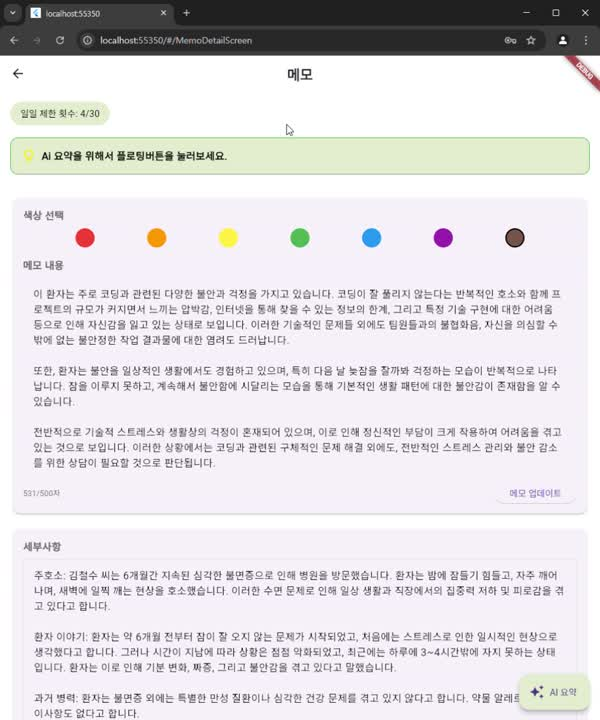 localhost:55350
localhost:55350/#/MemoDetailScreen
메모
DEBUG
일일 제한 횟수: 4/30
Ai 요약을 위해서 플로팅버튼을 눌러보세요.
색상 선택
메모 내용
이 환자는 주로 코딩과 관련된 다양한 불안과 걱정을 가지고 있습니다. 코딩이 잘 풀리지 않는다는 반복적인 호소와 함께 프
로젝트의 규모가 커지면서 느끼는 압박감, 인터넷을 통해 찾을 수 있는 정보의 한계, 그리고 특정 기술 구현에 대한 어려움
등으로 인해 자신감을 잃고 있는 상태로 보입니다. 이러한 기술적인 문제들 외에도 팀원들과의 불협화음, 자신을 의심할 수
밖에 없는 불안정한 작업 결과물에 대한 염려도 드러납니다.
또한, 환자는 불안을 일상적인 생활에서도 경험하고 있으며, 특히 다음 날 늦잠을 잘까봐 걱정하는 모습이 반복적으로 나타
납니다. 잠을 이루지 못하고, 계속해서 불안함에 시달리는 모습을 통해 기본적인 생활 패턴에 대한 불안감이 존재함을 알 수
있습니다.
전반적으로 기술적 스트레스와 생활상의 걱정이 혼재되어 있으며, 이로 인해 정신적인 부담이 크게 작용하여 어려움을 겪고
있는 것으로 보입니다. 이러한 상황에서는 코딩과 관련된 구체적인 문제 해결 외에도, 전반적인 스트레스 관리와 불안 감소
를 위한 상담이 필요할 것으로 판단됩니다.
531/500자
메모 업데이트
세부사항
주호소: 김철수 씨는 6개월간 지속된 심각한 불면증으로 인해 병원을 방문했습니다. 환자는 밤에 잠들기 힘들고, 자주 깨어
나며, 새벽에 일찍 깨는 현상을 호소했습니다. 이러한 수면 문제로 인해 일상 생활과 직장에서의 집중력 저하 및 피로감을 겪
고 있다고 합니다.
환자 이야기: 환자는 약 6개월 전부터 잠이 잘 오지 않는 문제가 시작되었고, 처음에는 스트레스로 인한 일시적인 현상으로
생각했다고 합니다. 그러나 시간이 지남에 따라 상황은 점점 악화되었고, 최근에는 하루에 3~4시간밖에 자지 못하는 상태
입니다. 환자는 이로 인해 기분 변화, 짜증, 그리고 불안감을 겪고 있다고 말했습니다.
과거 병력: 환자는 불면증 외에는 특별한 만성 질환이나 심각한 건강 문제를 겪고 있지 않다고 합니다. 약물 알레르
이사항도 없다고 합니다.
AI 요약